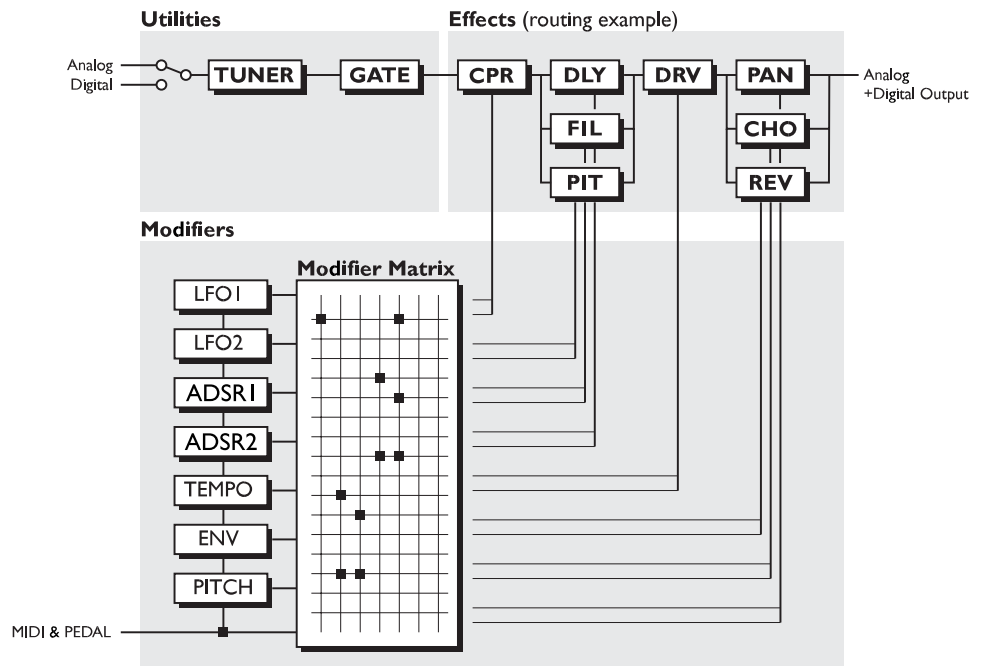 Utilities
Effects (routing example)
Analog
Digital
TUNER
GATE
CPR
DLY
DRV
PAN
FIL
CHO
PIT
REV
Analog
+Digital Output
Modifiers
Modifier Matrix
LFO1
LFO2
ADSR1
ADSR2
TEMPO
ENV
PITCH
MIDI & PEDAL